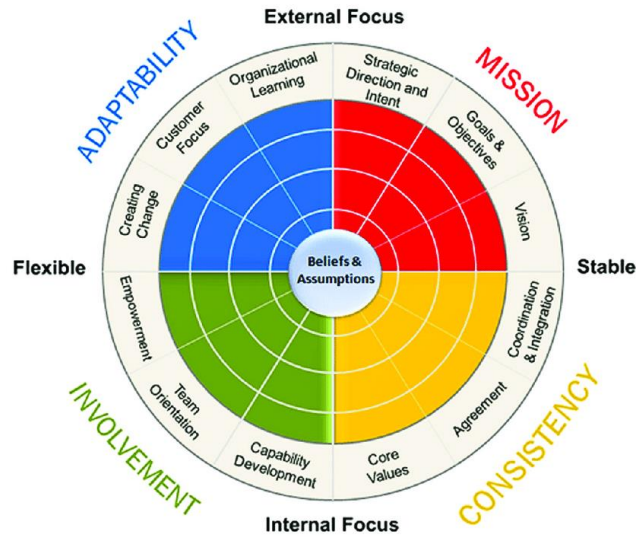 External Focus
ADAPTABILITY
MISSION
Organizational
Learning
Strategic
Direction and
Intent
Customer
Focus
Goals &
Objectives
Creating
Change
Vision
Flexible
Beliefs &
Assumptions
Stable
Empowerment
Coordination
& Integration
Team
Orientation
Agreement
Capability
Development
Core
Values
INVOLVEMENT
CONSISTENCY
Internal Focus